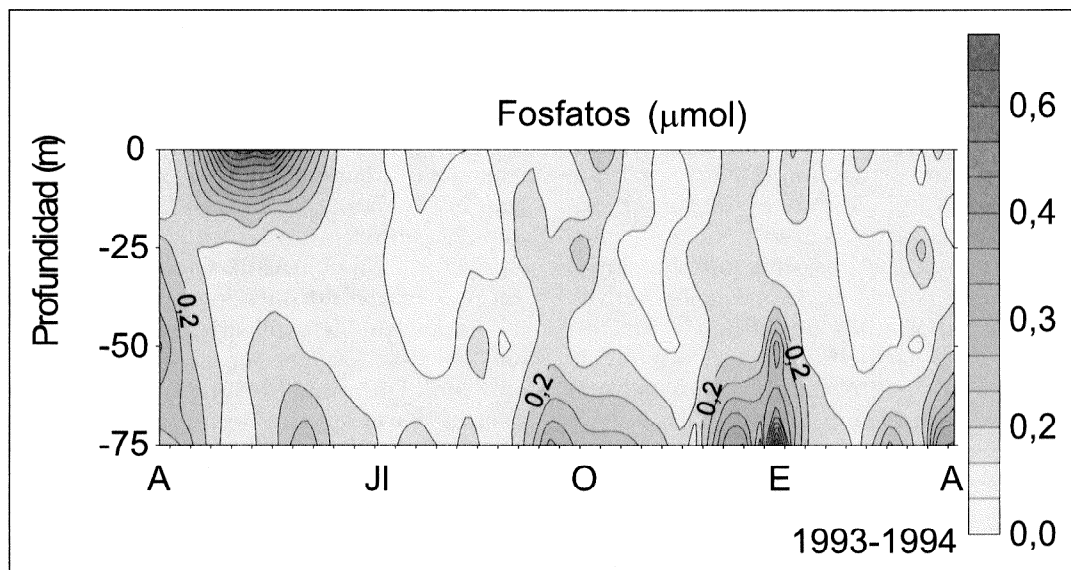 Fosfatos (μmol)
Profundidad (m)
0
-25
-50
-75
0,2
0,2
0,2
0,2
A
Jl
O
E
A
1993-1994
0,6
0,4
0,3
0,2
0,0